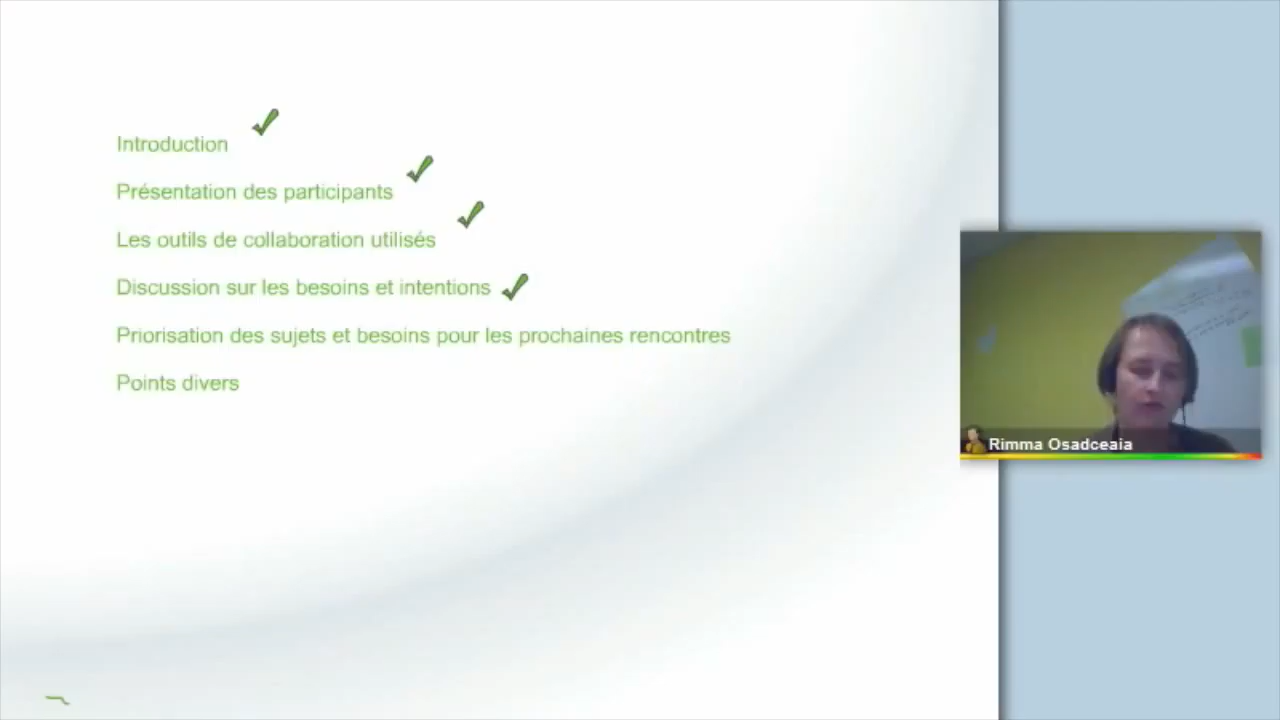 Introduction
Présentation des participants
Les outils de collaboration utilisés
Discussion sur les besoins et intentions
Priorisation des sujets et besoins pour les prochaines rencontres
Points divers
Rimma Osadceaia